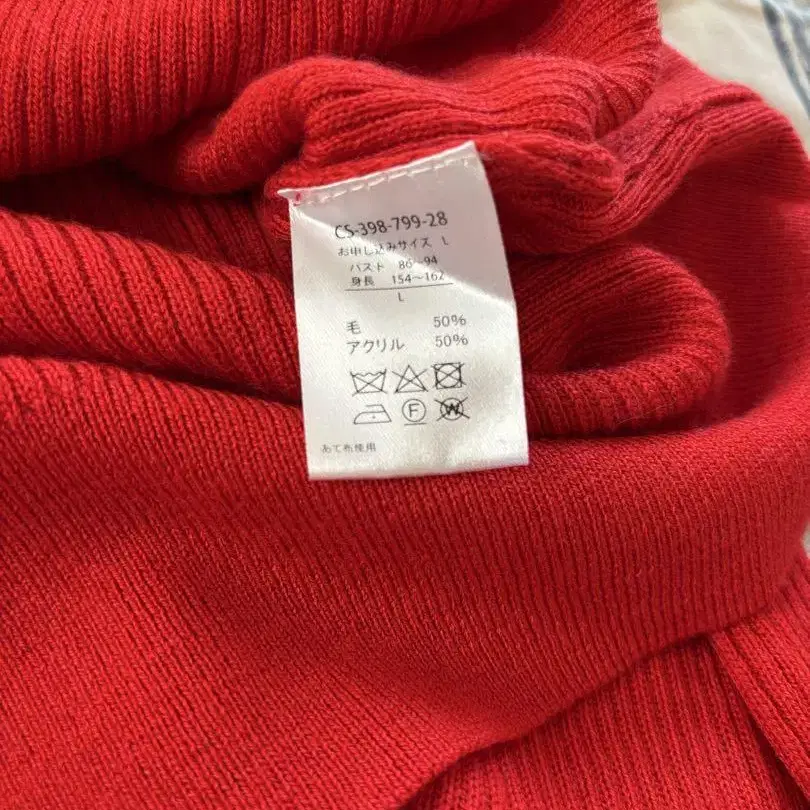 CS-398-799-28
お申し込みサイズ L
バスト 86～94
身長 154～162
L
毛 50%
アクリル 50%
F W
あて布使用